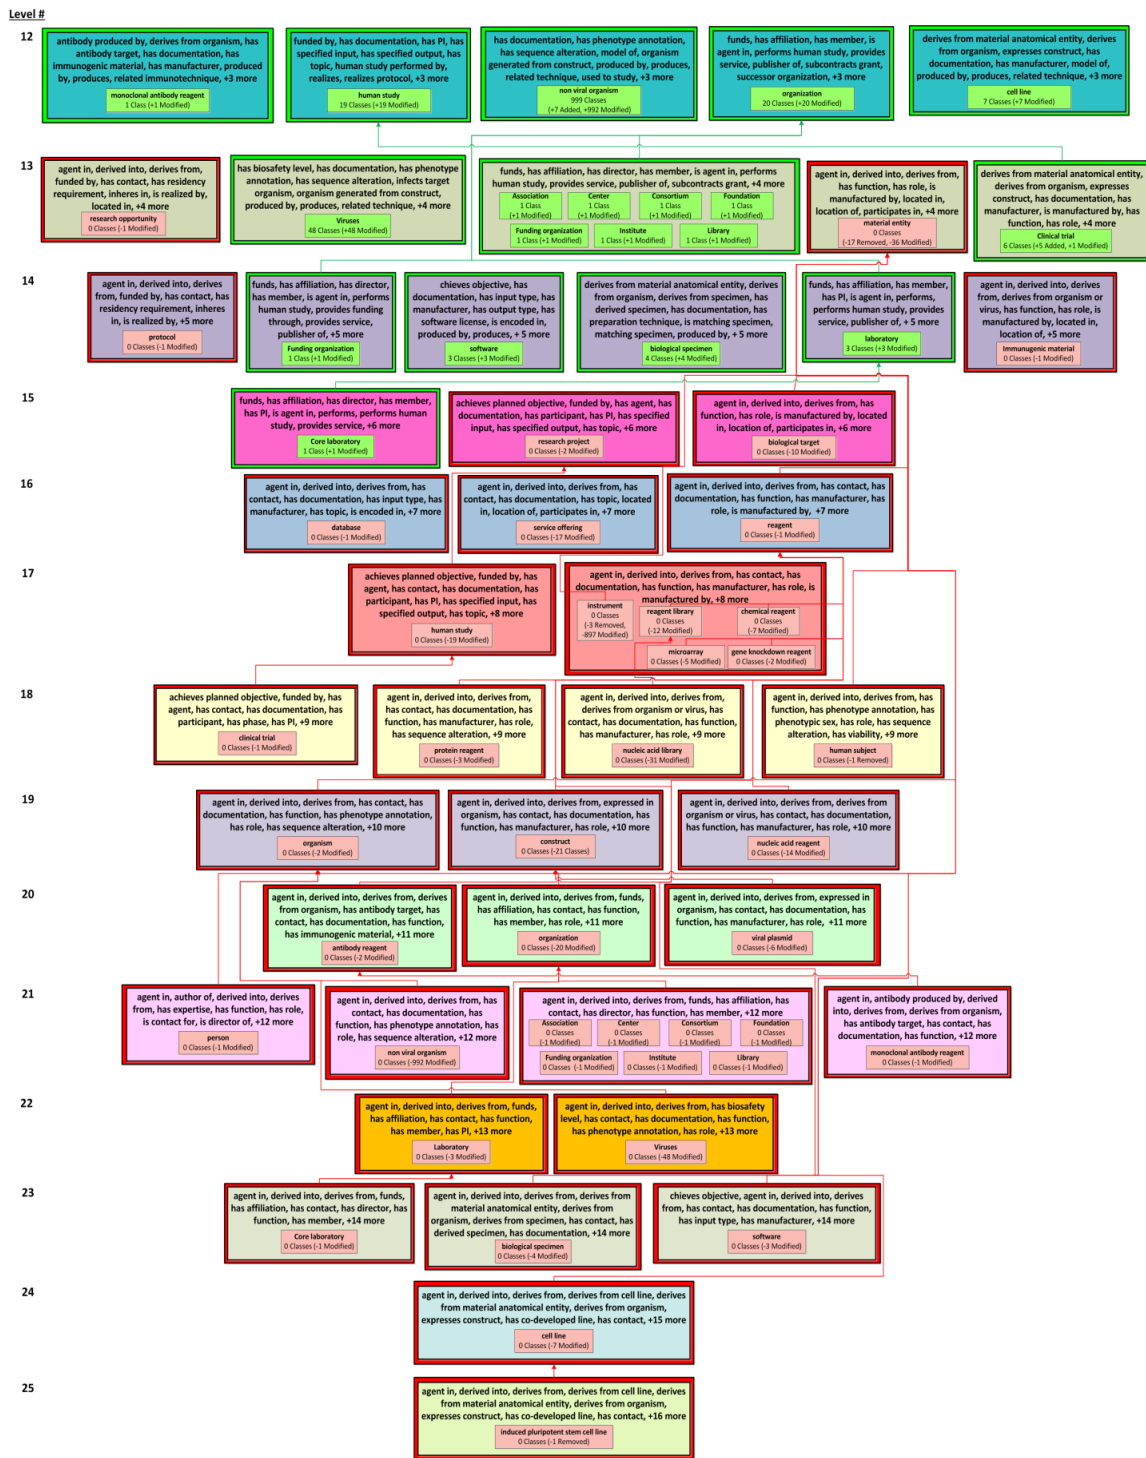 Level #
12
antibody produced by, derives from organism, has
antibody target, has documentation,
immunogenic material, has manufacturer, produced
by, produces, related immunotechnique, +3 more
monoclonal antibody reagent
1 Class (+1 Modified)
funded by, has documentation, has PI, has
specified input, has specified output, has
topic, human study performed by,
realizes, realizes protocol, +3 more
human study
19 Classes (+19 Modified)
has documentation, has phenotype annotation,
has sequence alteration, model of, organism
generated from construct, produced by, produces,
related technique, used to study, +3 more
non viral organism
999 Classes
(+7 Added, +992 Modified)
funds, has affiliation, has member, is
agent in, performs human study, provides
service, publisher of, subcontracts grant,
successor organization, +3 more
organization
20 Classes (+20 Modified)
derives from material anatomical entity, derives
from organism, expresses construct, has
documentation, has manufacturer, model of,
produced by, produces, related technique, +3 more
cell line
7 Classes (+7 Modified)
13
agent in, derived into, derives from,
funded by, has contact, has residency
requirement, inheres in, is realized by,
located in, +4 more
research opportunity
0 Classes (-1 Modified)
has biosafety level, has documentation, has phenotype
annotation, has sequence alteration, infects target
organism, organism generated from construct,
produced by, produces, related technique, +4 more
Viruses
48 Classes (+48 Modified)
funds, has affiliation, has director, has member, is agent in, performs
human study, provides service, publisher of, subcontracts grant, +4 more
Association
1 Class
(+1 Modified)
Center
1 Class
(+1 Modified)
Consortium
1 Class
(+1 Modified)
Foundation
1 Class
(+1 Modified)
Funding organization
1 Class (+1 Modified)
Institute
1 Class (+1 Modified)
Library
1 Class (+1 Modified)
agent in, derived into, derives from,
has function, has role, is
manufactured by, located in,
location of, participates in, +4 more
material entity
0 Classes
(-17 Removed, -36 Modified)
derives from material anatomical entity,
derives from organism, expresses
construct, has documentation, has
manufacturer, is manufactured by, has
function, has role, +4 more
Clinical trial
6 Classes (+5 Added, +1 Modified)
14
agent in, derived into, derives
from, funded by, has contact, has
residency requirement, inheres
in, is realized by, +5 more
protocol
0 Classes (-1 Modified)
funds, has affiliation, has director,
has member, is agent in, performs
human study, provides funding
through, provides service,
publisher of, +5 more
Funding organization
1 Class (+1 Modified)
chieves objective, has
documentation, has input type, has
manufacturer, has output type, has
software license, is encoded in,
produced by, produces, + 5 more
software
3 Classes (+3 Modified)
derives from material anatomical entity, derives
from organism, derives from specimen, has
derived specimen, has documentation, has
preparation technique, is matching specimen,
matching specimen, produced by, + 5 more
biological specimen
4 Classes (+4 Modified)
funds, has affiliation, has member,
has PI, is agent in, performs,
performs human study, provides
service, publisher of, + 5 more
laboratory
3 Classes (+3 Modified)
agent in, derived into, derives
from, derives from organism or
virus, has function, has role, is
manufactured by, located in,
location of, +5 more
Immunugenic material
0 Classes (-1 Modified)
15
funds, has affiliation, has director, has member,
has PI, is agent in, performs, performs human
study, provides service, +6 more
Core laboratory
1 Class (+1 Modified)
achieves planned objective, funded by, has agent, has
documentation, has participant, has PI, has specified
input, has specified output, has topic, +6 more
research project
0 Classes (-2 Modified)
agent in, derived into, derives from, has
function, has role, is manufactured by, located
in, location of, participates in, +6 more
biological target
0 Classes (-10 Modified)
16
agent in, derived into, derives from, has
contact, has documentation, has input type, has
manufacturer, has topic, is encoded in, +7 more
database
0 Classes (-1 Modified)
agent in, derived into, derives from, has
contact, has documentation, has topic, located
in, location of, participates in, +7 more
service offering
0 Classes (-17 Modified)
agent in, derived into, derives from, has contact, has
documentation, has function, has manufacturer, has
role, is manufactured by, +7 more
reagent
0 Classes (-1 Modified)
17
achieves planned objective, funded by, has
agent, has contact, has documentation, has
participant, has PI, has specified input, has
specified output, has topic, +8 more
human study
0 Classes (-19 Modified)
agent in, derived into, derives from, has contact, has
documentation, has function, has manufacturer, has role, is
manufactured by, +8 more
instrument
0 Classes
(-3 Removed,
-897 Modified)
reagent library
0 Classes
(-12 Modified)
chemical reagent
0 Classes
(-7 Modified)
microarray
0 Classes (-5 Modified)
gene knockdown reagent
0 Classes (-2 Modified)
18
achieves planned objective, funded by, has
agent, has contact, has documentation, has
participant, has phase, has PI, +9 more
clinical trial
0 Classes (-1 Modified)
agent in, derived into, derives from,
has contact, has documentation, has
function, has manufacturer, has role,
has sequence alteration, +9 more
protein reagent
0 Classes (-3 Modified)
agent in, derived into, derives from,
derives from organism or virus, has
contact, has documentation, has function,
has manufacturer, has role, +9 more
nucleic acid library
0 Classes (-31 Modified)
agent in, derived into, derives from, has
function, has phenotype annotation, has
phenotypic sex, has role, has sequence
alteration, has viability, +9 more
human subject
0 Classes (-1 Removed)
19
agent in, derived into, derives from, has contact, has
documentation, has function, has phenotype annotation,
has role, has sequence alteration, +10 more
organism
0 Classes (-2 Modified)
agent in, derived into, derives from, expressed in
organism, has contact, has documentation, has
function, has manufacturer, has role, +10 more
construct
0 Classes (-21 Classes)
agent in, derived into, derives from, derives from
organism or virus, has contact, has documentation,
has function, has manufacturer, has role, +10 more
nucleic acid reagent
0 Classes (-14 Modified)
20
agent in, derived into, derives from, derives
from organism, has antibody target, has
contact, has documentation, has function,
has immunogenic material, +11 more
antibody reagent
0 Classes (-2 Modified)
agent in, derived into, derives from, funds,
has affiliation, has contact, has function,
has member, has role, +11 more
organization
0 Classes (-20 Modified)
agent in, derived into, derives from, expressed in
organism, has contact, has documentation, has
function, has manufacturer, has role, +11 more
viral plasmid
0 Classes (-6 Modified)
21
agent in, author of, derived into, derives
from, has expertise, has function, has role,
is contact for, is director of, +12 more
person
0 Classes (-1 Modified)
agent in, derived into, derives from, has
contact, has documentation, has
function, has phenotype annotation, has
role, has sequence alteration, +12 more
non viral organism
0 Classes (-992 Modified)
agent in, derived into, derives from, funds, has affiliation, has
contact, has director, has function, has member, +12 more
Association
0 Classes
(-1 Modified)
Center
0 Classes
(-1 Modified)
Consortium
0 Classes
(-1 Modified)
Foundation
0 Classes
(-1 Modified)
Funding organization
0 Classes (-1 Modified)
Institute
0 Classes (-1 Modified)
Library
0 Classes (-1 Modified)
agent in, antibody produced by, derived
into, derives from, derives from organism,
has antibody target, has contact, has
documentation, has function, +12 more
monoclonal antibody reagent
0 Classes (-1 Modified)
22
agent in, derived into, derives from, funds,
has affiliation, has contact, has function,
has member, has PI, +13 more
Laboratory
0 Classes (-3 Modified)
agent in, derived into, derives from, has biosafety
level, has contact, has documentation, has function,
has phenotype annotation, has role, +13 more
Viruses
0 Classes (-48 Modified)
23
agent in, derived into, derives from, funds,
has affiliation, has contact, has director, has
function, has member, +14 more
Core laboratory
0 Classes (-1 Modified)
agent in, derived into, derives from, derives from
material anatomical entity, derives from
organism, derives from specimen, has contact, has
derived specimen, has documentation, +14 more
biological specimen
0 Classes (-4 Modified)
chieves objective, agent in, derived into, derives
from, has contact, has documentation, has function,
has input type, has manufacturer, +14 more
software
0 Classes (-3 Modified)
24
agent in, derived into, derives from, derives from cell line, derives
from material anatomical entity, derives from organism,
expresses construct, has co-developed line, has contact, +15 more
cell line
0 Classes (-7 Modified)
25
agent in, derived into, derives from, derives from cell line, derives
from material anatomical entity, derives from organism,
expresses construct, has co-developed line, has contact, +16 more
induced pluripotent stem cell line
0 Classes (-1 Removed)